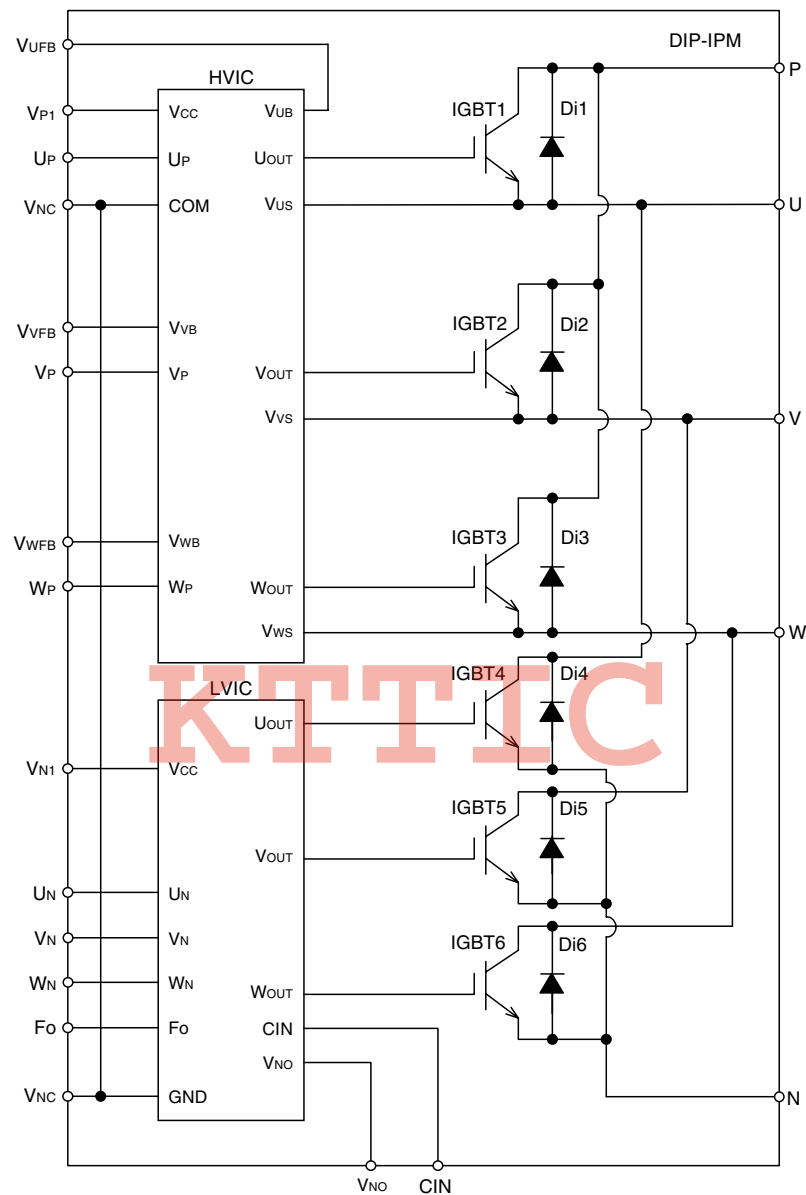 DIP-IPM
VUFB
HVIC
P
VP1
VCC
VUB
IGBT1
Di1
UP
UP
UOUT
VNC
COM
VUS
U
VVFB
VVB
IGBT2
Di2
VP
VP
VOUT
VVS
V
VWFB
VWB
IGBT3
Di3
WP
WP
WOUT
VWS
W
KTTIC
LVIC
IGBT4
Di4
UOUT
VN1
VCC
IGBT5
Di5
VOUT
UN
UN
VN
VN
IGBT6
Di6
WN
WN
WOUT
Fo
Fo
CIN
VNO
VNC
GND
N
VNO
CIN